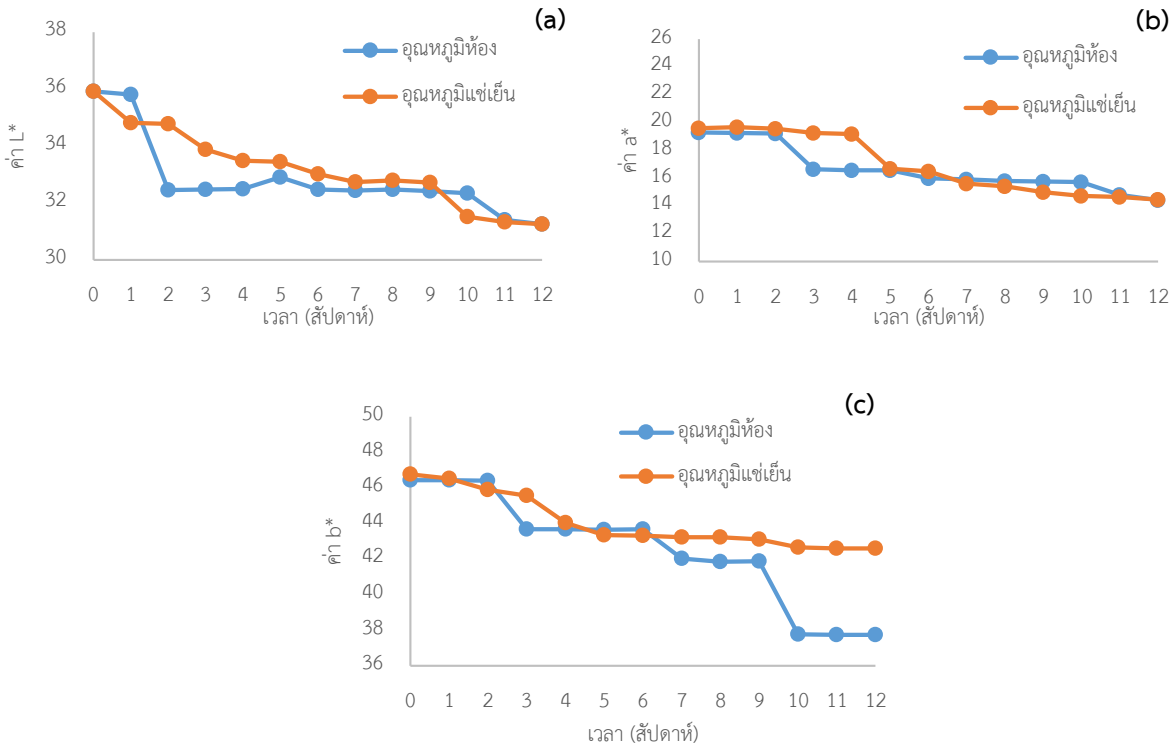 (a)
38
36
34
32
30
ค่า L*
อุณหภูมิห้อง
อุณหภูมิแช่เย็น
0 1 2 3 4 5 6 7 8 9 10 11 12
เวลา (สัปดาห์)
(b)
26
24
22
20
18
16
14
12
10
ค่า a*
อุณหภูมิห้อง
อุณหภูมิแช่เย็น
0 1 2 3 4 5 6 7 8 9 10 11 12
เวลา (สัปดาห์)
(c)
50
48
46
44
42
40
38
36
ค่า b*
อุณหภูมิห้อง
อุณหภูมิแช่เย็น
0 1 2 3 4 5 6 7 8 9 10 11 12
เวลา (สัปดาห์)